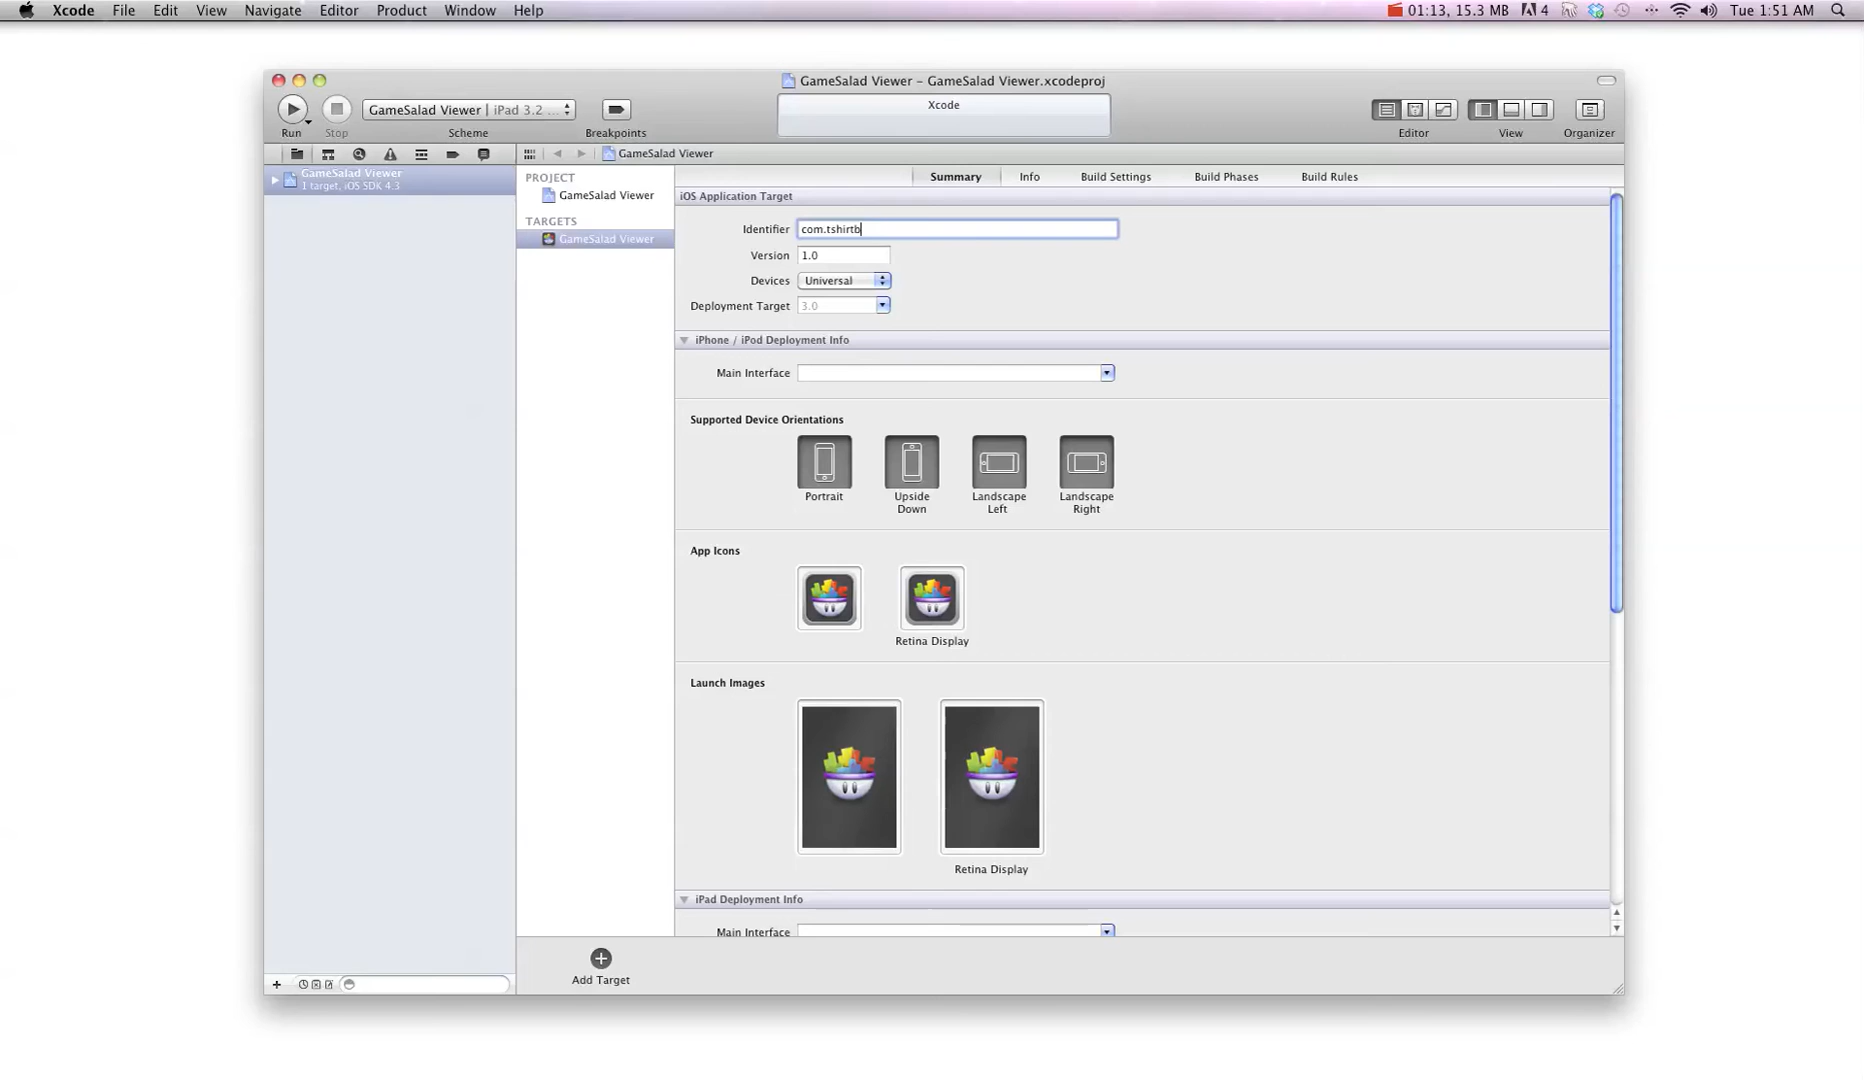 Xcode File Edit View Navigate Editor Product Window Help 01:13, 15.3 MB 4 Tue 1:51 AM
GameSalad Viewer – GameSalad Viewer.xcodeproj
GameSalad Viewer | iPad 3.2 ...
Xcode
Run Stop Scheme Breakpoints Editor View Organizer
GameSalad Viewer
GameSalad Viewer
1 target, iOS SDK 4.3
PROJECT
GameSalad Viewer
TARGETS
GameSalad Viewer
Summary Info Build Settings Build Phases Build Rules
iOS Application Target
Identifier com.tshirtb
Version 1.0
Devices Universal
Deployment Target 3.0
iPhone / iPod Deployment Info
Main Interface
Supported Device Orientations
Portrait Upside Down Landscape Left Landscape Right
App Icons
Retina Display
Launch Images
Retina Display
iPad Deployment Info
Main Interface
Add Target